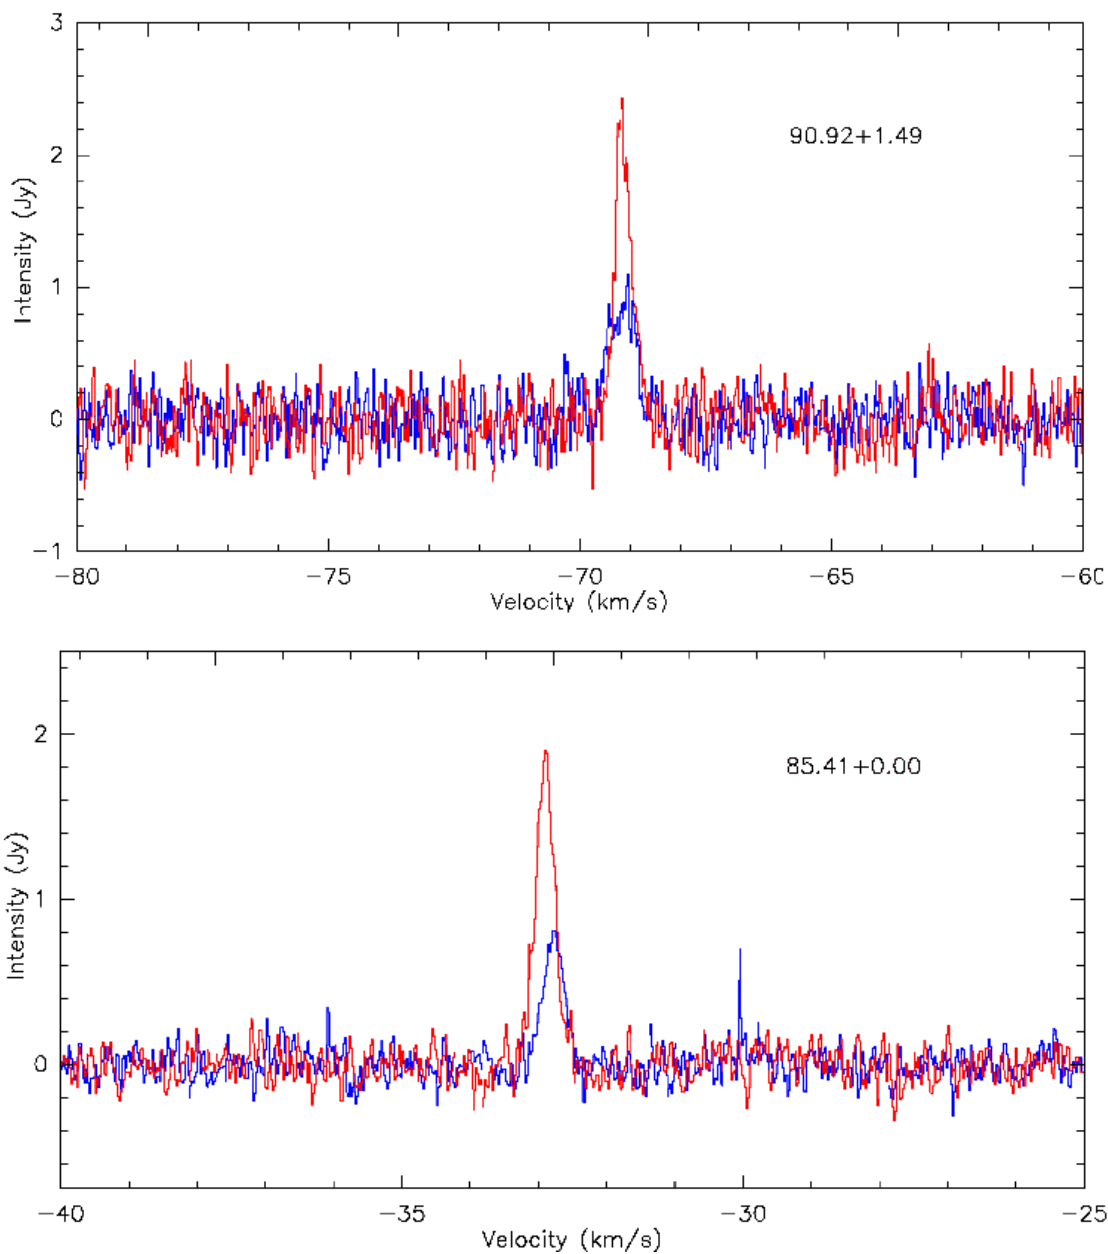 3
90.92+1.49
2
Intensity (Jy)
1
0
−1
−80 −75 −70 −65 −60
Velocity (km/s)
2
85.41+0.00
1
Intensity (Jy)
0
−40 −35 −30 −25
Velocity (km/s)